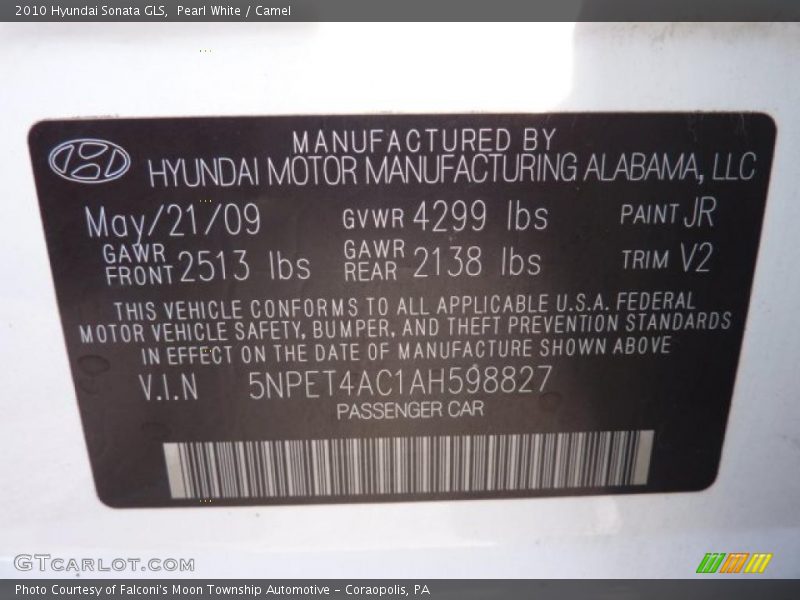 2010 Hyundai Sonata GLS, Pearl White / Camel
MANUFACTURED BY
HYUNDAI MOTOR MANUFACTURING ALABAMA, LLC
May/21/09 GVWR 4299 lbs PAINT JR
GAWR FRONT 2513 lbs GAWR REAR 2138 lbs TRIM V2
THIS VEHICLE CONFORMS TO ALL APPLICABLE U.S.A. FEDERAL
MOTOR VEHICLE SAFETY, BUMPER, AND THEFT PREVENTION STANDARDS
IN EFFECT ON THE DATE OF MANUFACTURE SHOWN ABOVE
V.I.N 5NPET4AC1AH598827
PASSENGER CAR
GTCARLOT.COM
Photo Courtesy of Falconi's Moon Township Automotive – Coraopolis, PA